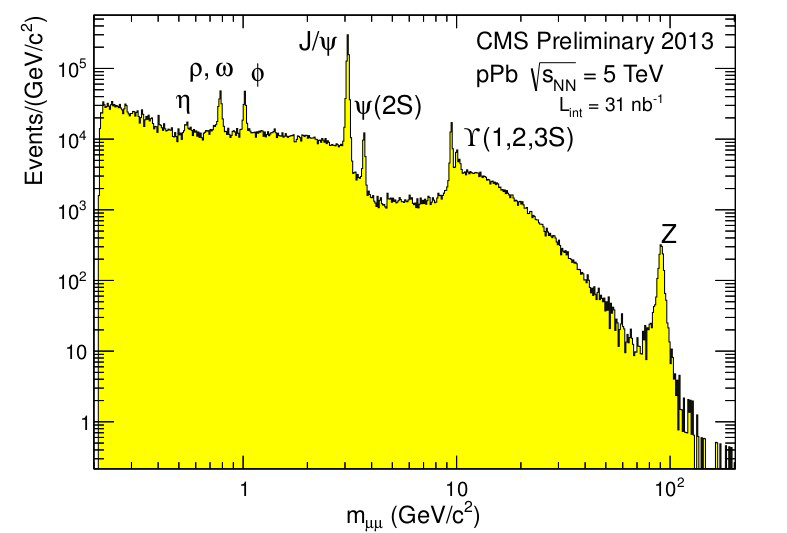 Events/(GeV/c²)
10⁵
10⁴
10³
10²
10
1
η
ρ, ω
ϕ
J/ψ
ψ(2S)
ϒ(1,2,3S)
Z
CMS Preliminary 2013
pPb √sNN = 5 TeV
Lint = 31 nb⁻¹
1
10
10²
mμμ (GeV/c²)